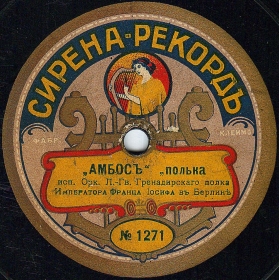 СИРЕНА-РЕКОРДЪ
ФАБР. КЛЕЙМО
„АМБОСЪ“ „ПОЛЬКА
исп. Орк. Л.-Гв. Гренадирскаго полка
Императора Франца Іосифа въ Берлинѣ
№ 1271